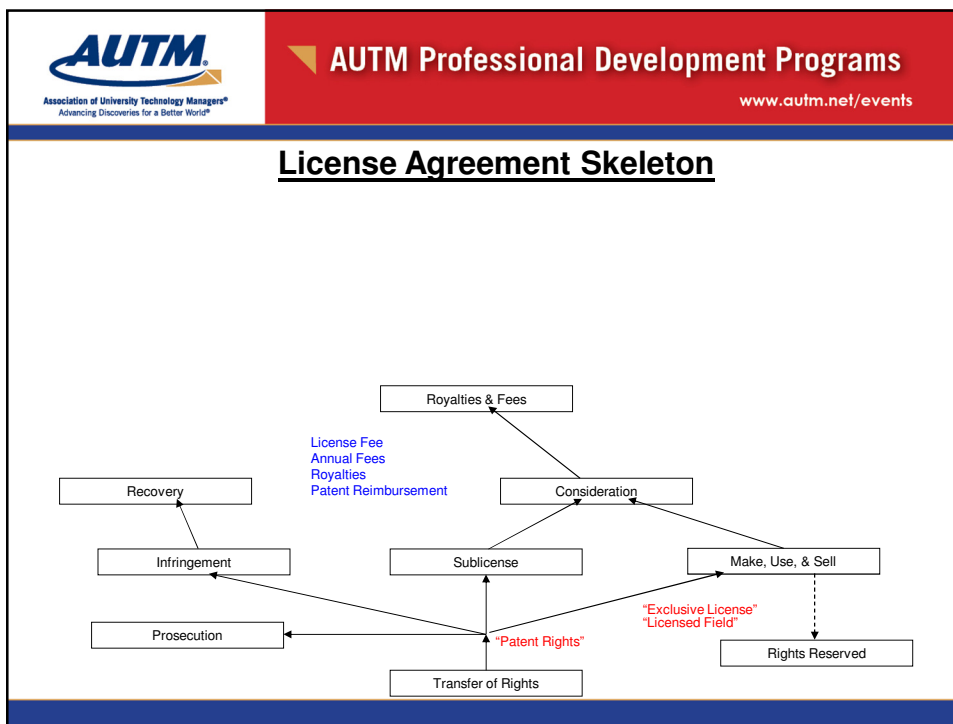 AUTM®
Association of University Technology Managers®
Advancing Discoveries for a Better World®
AUTM Professional Development Programs
www.autm.net/events
License Agreement Skeleton
Royalties & Fees
License Fee
Annual Fees
Royalties
Patent Reimbursement
Recovery
Consideration
Infringement
Sublicense
Make, Use, & Sell
“Exclusive License”
“Licensed Field”
Prosecution
“Patent Rights”
Rights Reserved
Transfer of Rights